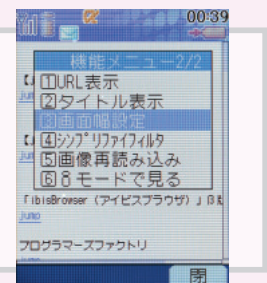 00:39
機能メニュー2/2
1URL表示
2タイトル表示
3画面幅設定
4シンプリファイフィルタ
5画像再読み込み
68モードで見る
「ibisBrowser (アイビスブラウザ)」β版
jump
プログラマーズファクトリ
閉